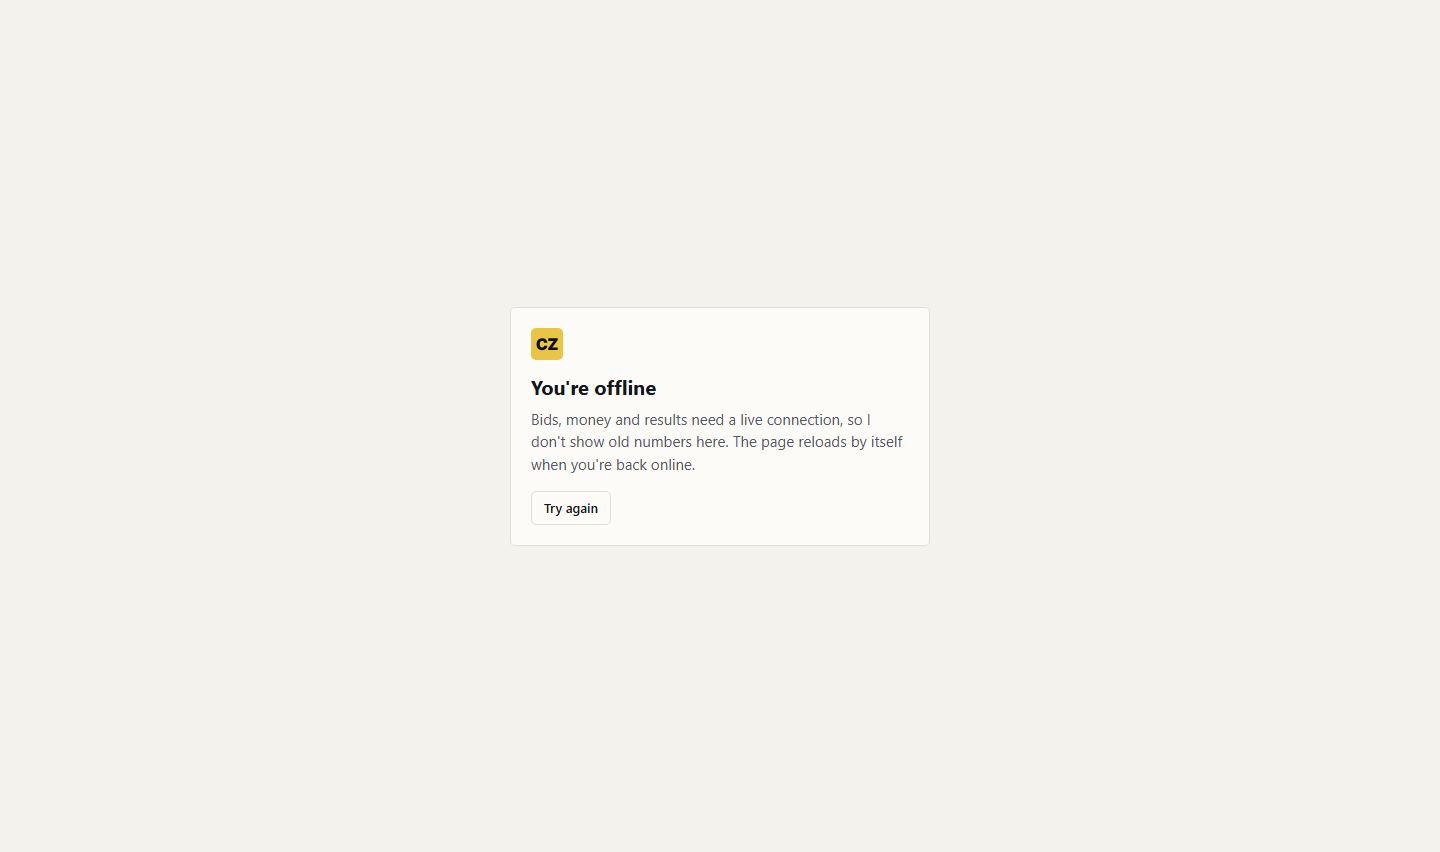 CZ
You're offline
Bids, money and results need a live connection, so I
don't show old numbers here. The page reloads by itself
when you're back online.
Try again